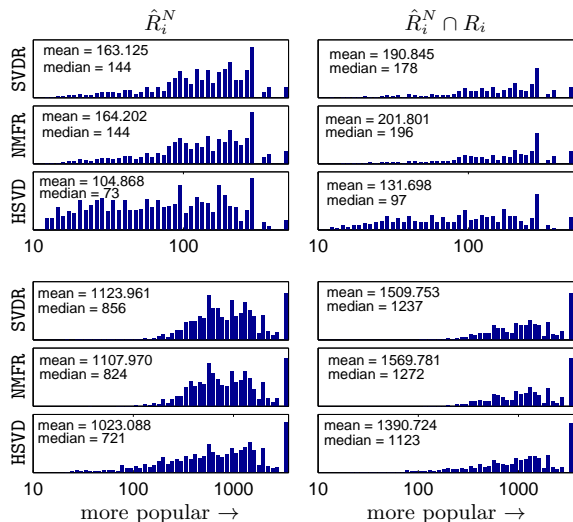 R̂ᵢᴺ
R̂ᵢᴺ ∩ Rᵢ
SVDR
mean = 163.125
median = 144
mean = 190.845
median = 178
NMFR
mean = 164.202
median = 144
mean = 201.801
median = 196
HSVD
mean = 104.868
median = 73
mean = 131.698
median = 97
10 100
100
SVDR
mean = 1123.961
median = 856
mean = 1509.753
median = 1237
NMFR
mean = 1107.970
median = 824
mean = 1569.781
median = 1272
HSVD
mean = 1023.088
median = 721
mean = 1390.724
median = 1123
10 100 1000
10 100 1000
more popular →
more popular →